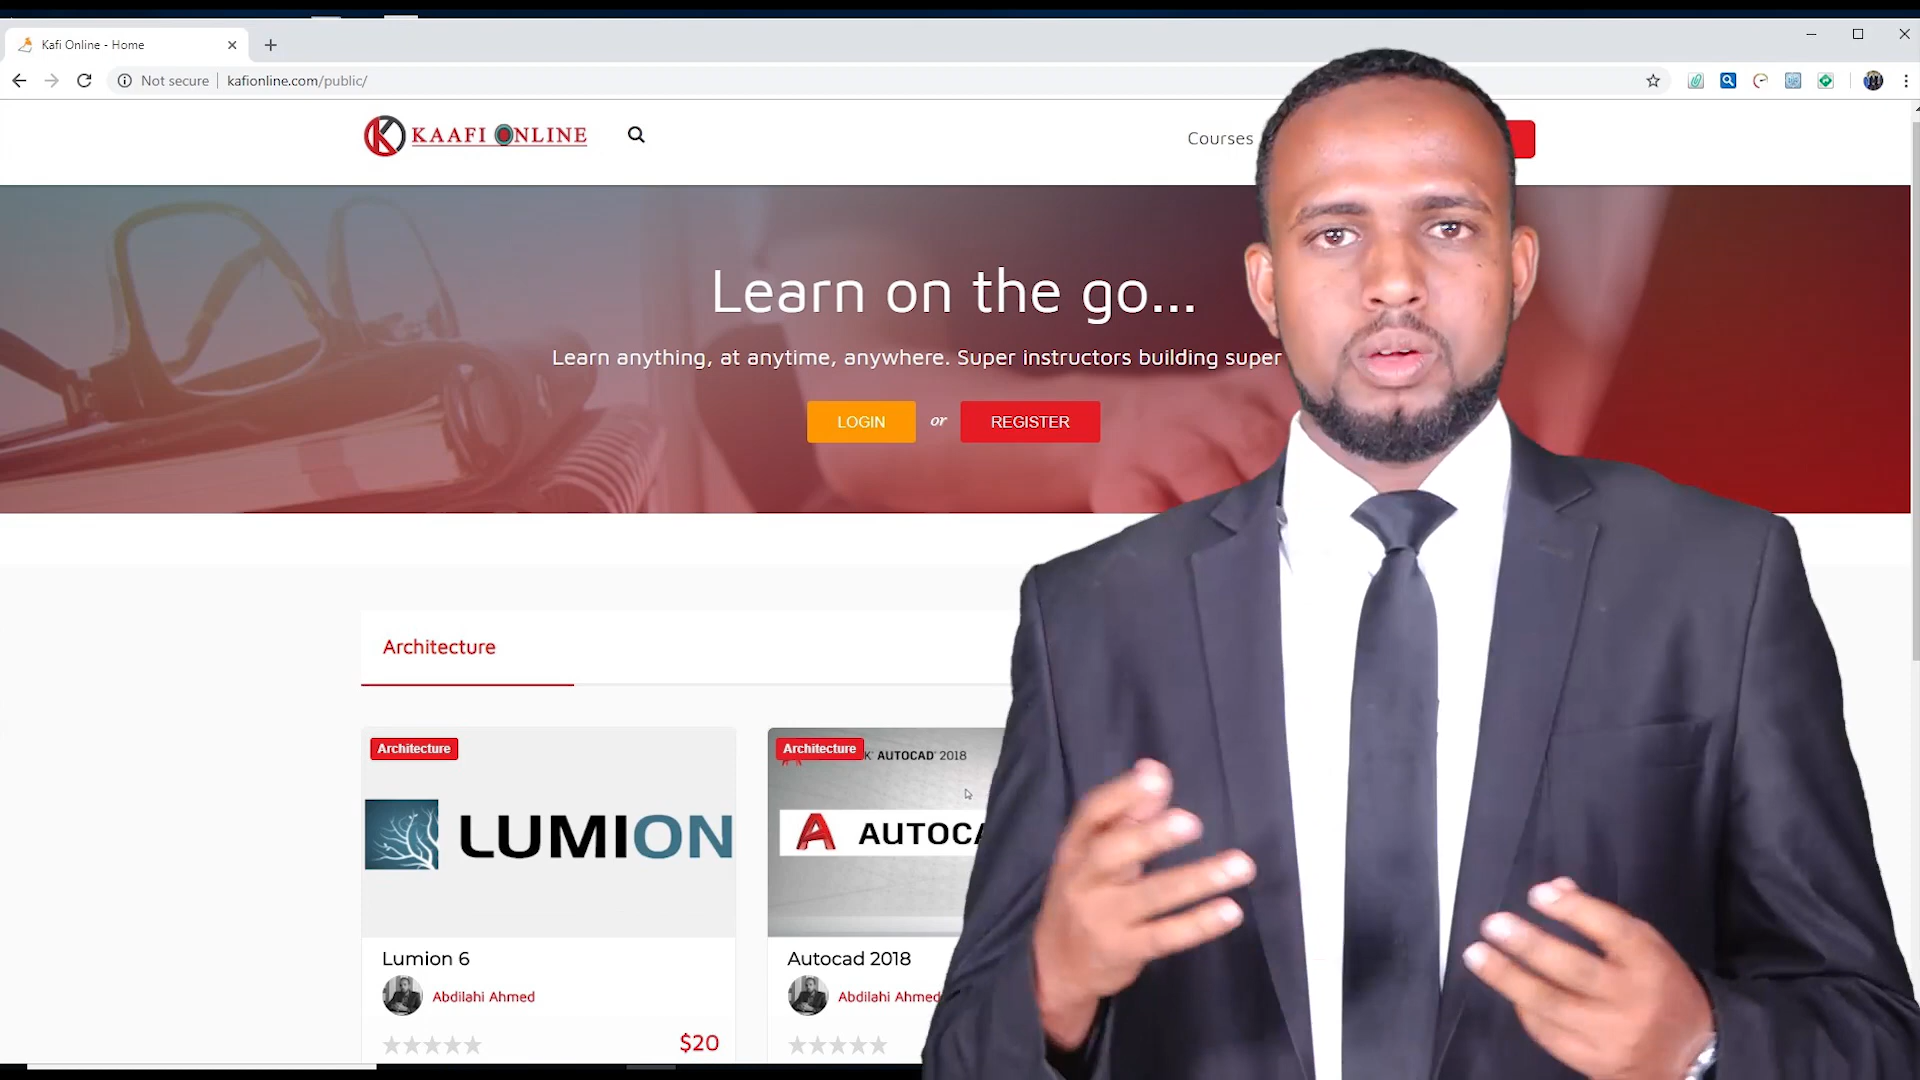 Kafi Online - Home
Not secure
kafionline.com/public/
KAAFI ONLINE
Courses
Learn on the go...
Learn anything, at anytime, anywhere. Super instructors building super
LOGIN or REGISTER
Architecture
Architecture
LUMION
Lumion 6
Abdilahi Ahmed
$20
Architecture
AUTOCAD 2018
Autocad 2018
Abdilahi Ahmed